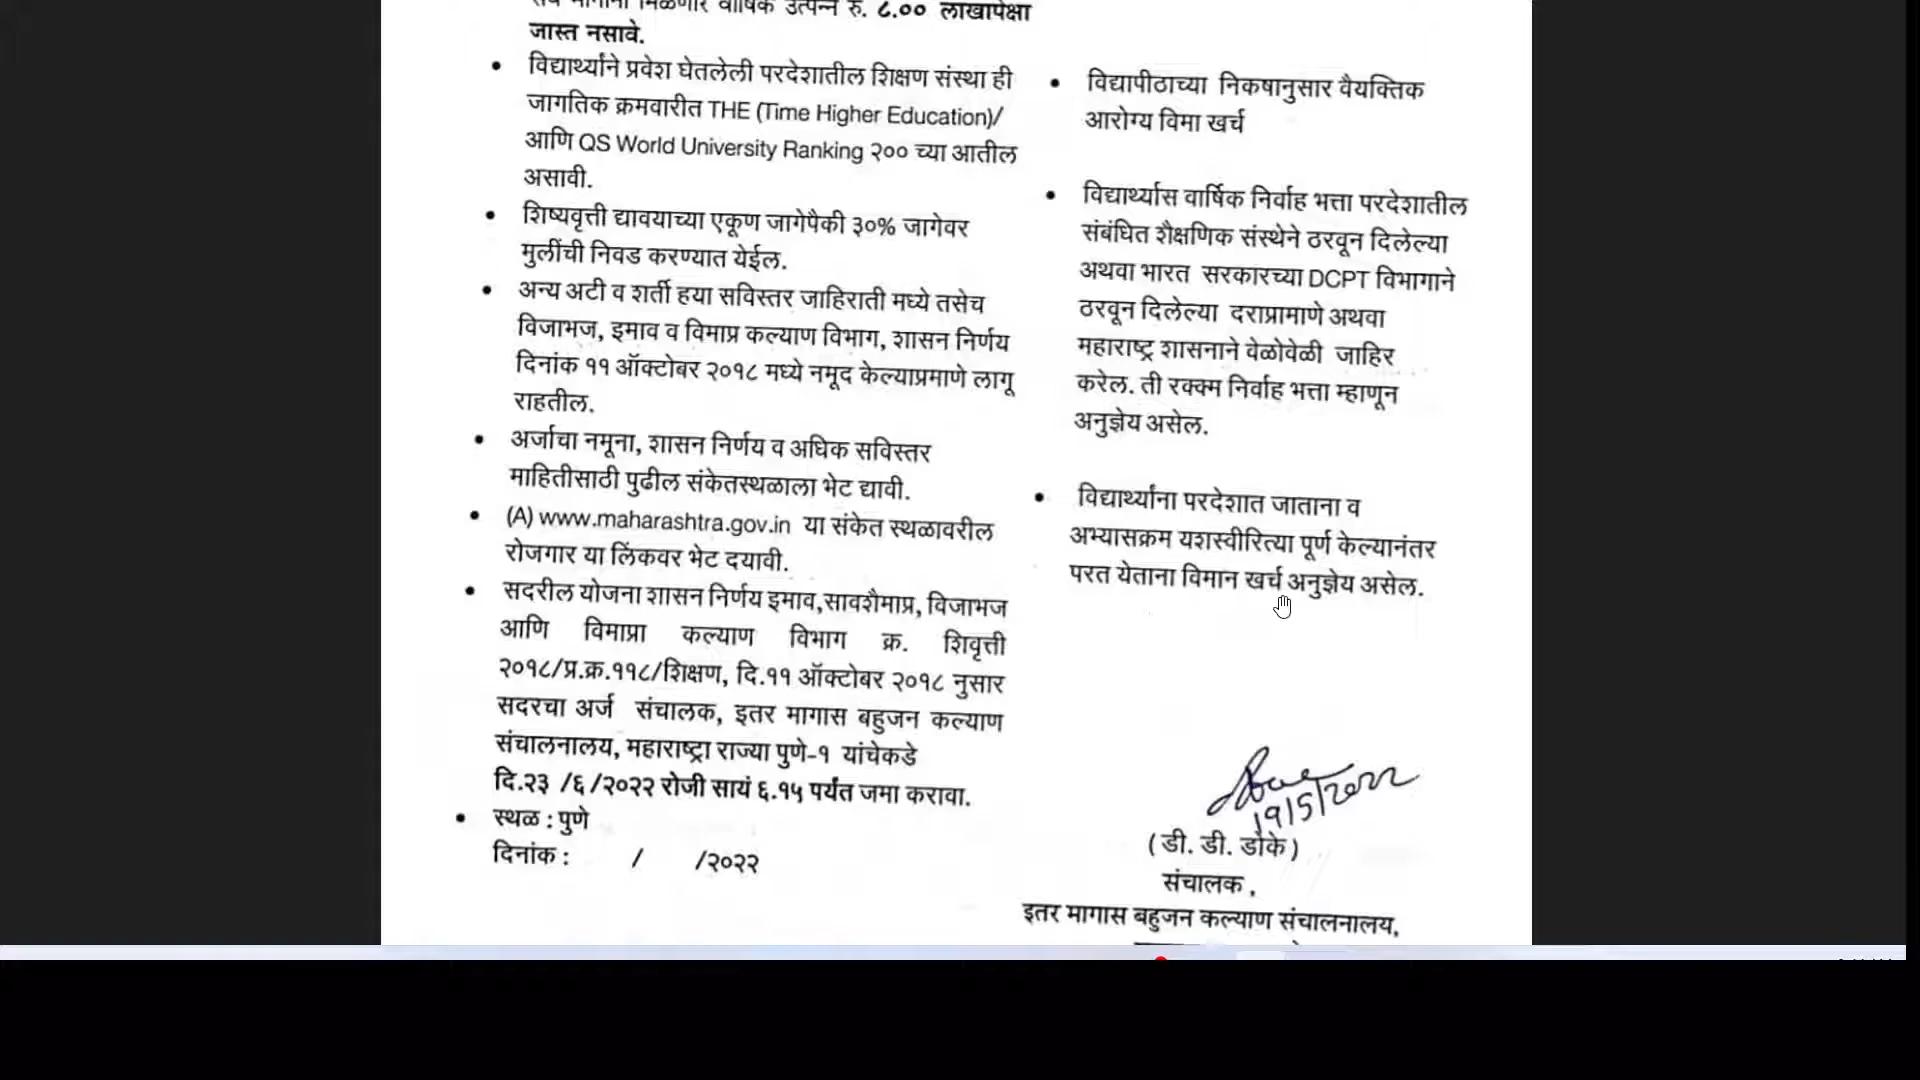 मिळणारे वार्षिक उत्पन्न रु. ८.०० लाखापेक्षा
जास्त नसावे.
• विद्यार्थ्याने प्रवेश घेतलेली परदेशातील शिक्षण संस्था ही
जागतिक क्रमवारीत THE (Time Higher Education)/
आणि QS World University Ranking २०० च्या आतील
असावी.
• शिष्यवृत्ती द्यावयाच्या एकूण जागेपैकी ३०% जागेवर
मुलींची निवड करण्यात येईल.
• अन्य अटी व शर्ती हया सविस्तर जाहिराती मध्ये तसेच
विजाभज, इमाव व विमाप्र कल्याण विभाग, शासन निर्णय
दिनांक ११ ऑक्टोबर २०१८ मध्ये नमूद केल्याप्रमाणे लागू
राहतील.
• अर्जाचा नमूना, शासन निर्णय व अधिक सविस्तर
माहितीसाठी पुढील संकेतस्थळाला भेट द्यावी.
• (A) www.maharashtra.gov.in या संकेत स्थळावरील
रोजगार या लिंकवर भेट दयावी.
• सदरील योजना शासन निर्णय इमाव,सावशैमाप्र, विजाभज
आणि विमाप्रा कल्याण विभाग क्र. शिवृत्ती
२०१८/प्र.क्र.११८/शिक्षण, दि.११ ऑक्टोबर २०१८ नुसार
सदरचा अर्ज संचालक, इतर मागास बहुजन कल्याण
संचालनालय, महाराष्ट्रा राज्या पुणे-१ यांचेकडे
दि.२३ /६/२०२२ रोजी सायं ६.१५ पर्यंत जमा करावा.
• स्थळ : पुणे
दिनांक : / /२०२२
• विद्यापीठाच्या निकषानुसार वैयक्तिक
आरोग्य विमा खर्च
• विद्यार्थ्यास वार्षिक निर्वाह भत्ता परदेशातील
संबंधित शैक्षणिक संस्थेने ठरवून दिलेल्या
अथवा भारत सरकारच्या DCPT विभागाने
ठरवून दिलेल्या दराप्रामाणे अथवा
महाराष्ट्र शासनाने वेळोवेळी जाहिर
करेल. ती रक्क्म निर्वाह भत्ता म्हाणून
अनुज्ञेय असेल.
• विद्यार्थ्यांना परदेशात जाताना व
अभ्यासक्रम यशस्वीरित्या पूर्ण केल्यानंतर
परत येताना विमान खर्च अनुज्ञेय असेल.
19/5/2022
(डी. डी. डोके)
संचालक,
इतर मागास बहुजन कल्याण संचालनालय,